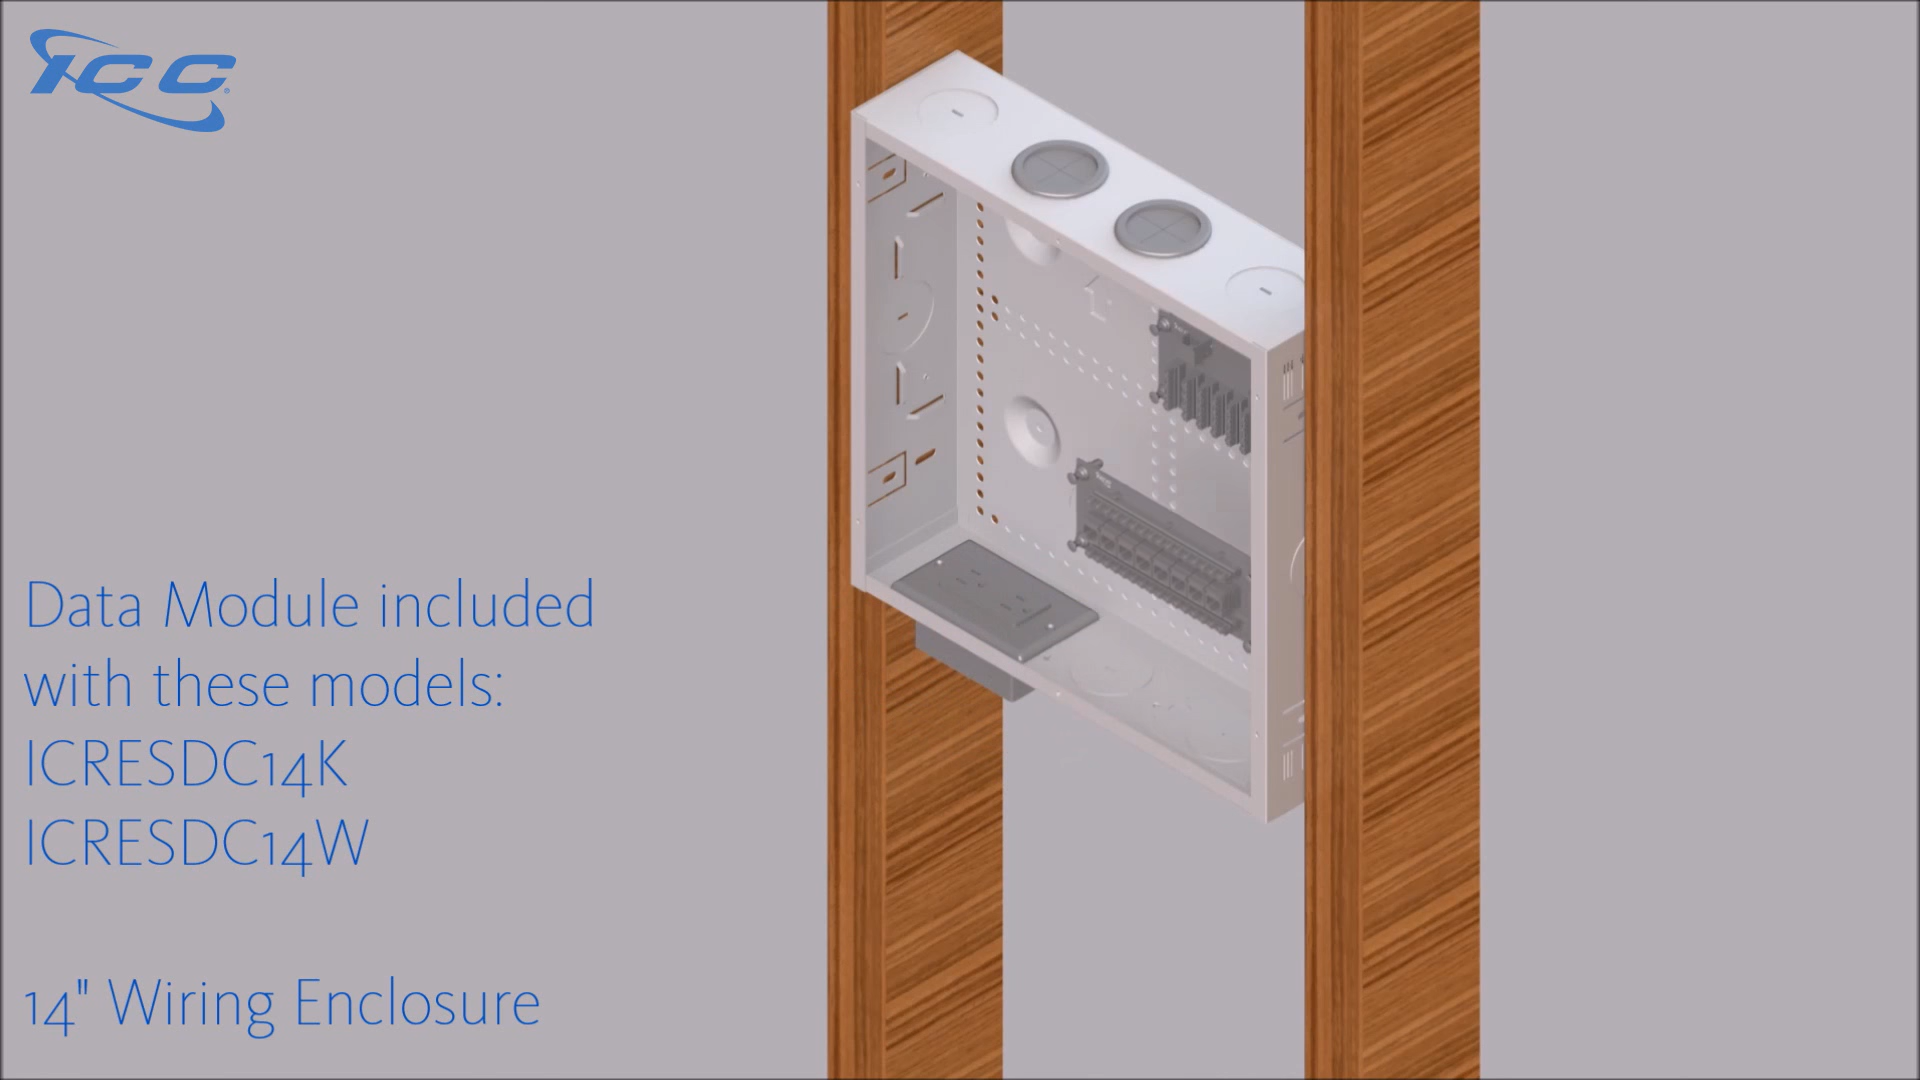 ICC
Data Module included
with these models:
ICRESDC14K
ICRESDC14W
14" Wiring Enclosure